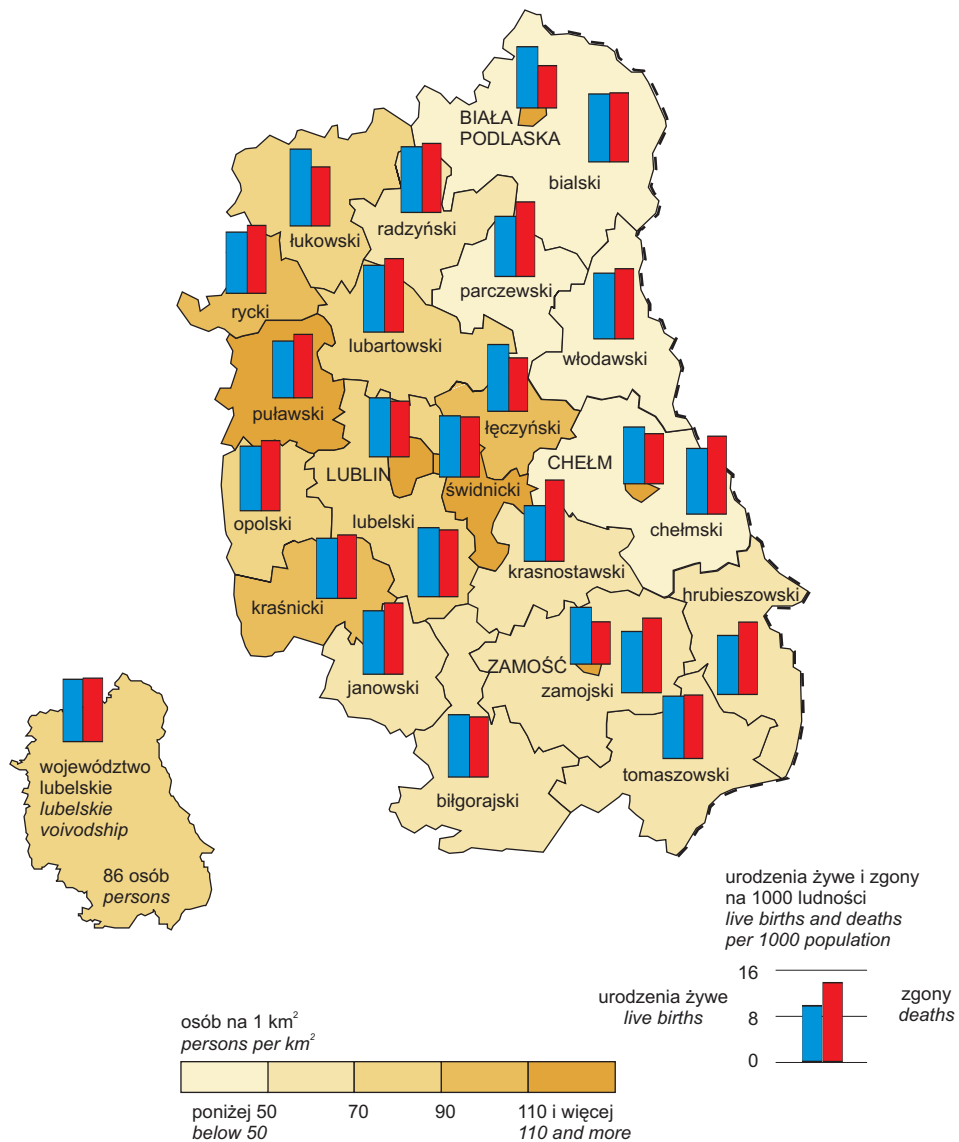 BIAŁA
PODLASKA
bialski
łukowski
radzyński
parczewski
rycki
lubartowski
włodawski
puławski
łęczyński
LUBLIN
świdnicki
CHEŁM
opolski
lubelski
chełmski
krasnostawski
kraśnicki
hrubieszowski
ZAMOŚĆ
zamojski
janowski
tomaszowski
biłgorajski
województwo
lubelskie
lubelskie
voivodship
86 osób
persons
urodzenia żywe i zgony
na 1000 ludności
live births and deaths
per 1000 population
16
8
0
urodzenia żywe
live births
zgony
deaths
osób na 1 km²
persons per km²
poniżej 50 70 90 110 i więcej
below 50 110 and more